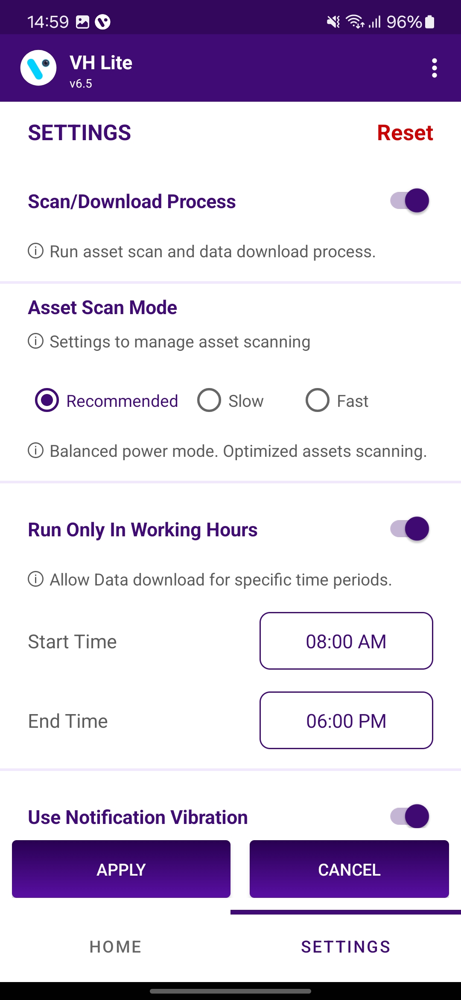 14:59
96%
VH Lite
v6.5
SETTINGS
Reset
Scan/Download Process
Run asset scan and data download process.
Asset Scan Mode
Settings to manage asset scanning
Recommended Slow Fast
Balanced power mode. Optimized assets scanning.
Run Only In Working Hours
Allow Data download for specific time periods.
Start Time 08:00 AM
End Time 06:00 PM
Use Notification Vibration
APPLY CANCEL
HOME SETTINGS